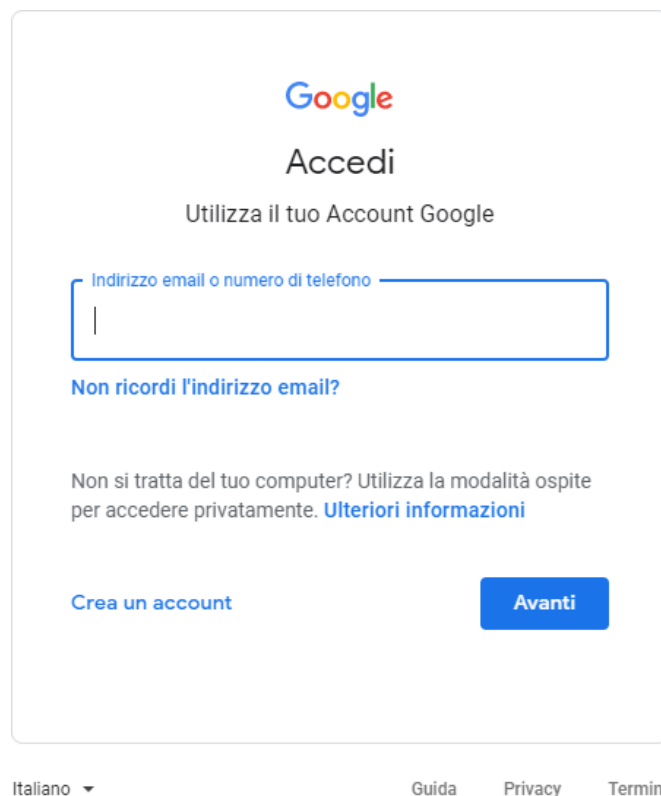 Google
Accedi
Utilizza il tuo Account Google
Indirizzo email o numero di telefono
Non ricordi l'indirizzo email?
Non si tratta del tuo computer? Utilizza la modalità ospite
per accedere privatamente. Ulteriori informazioni
Crea un account Avanti
Italiano Guida Privacy